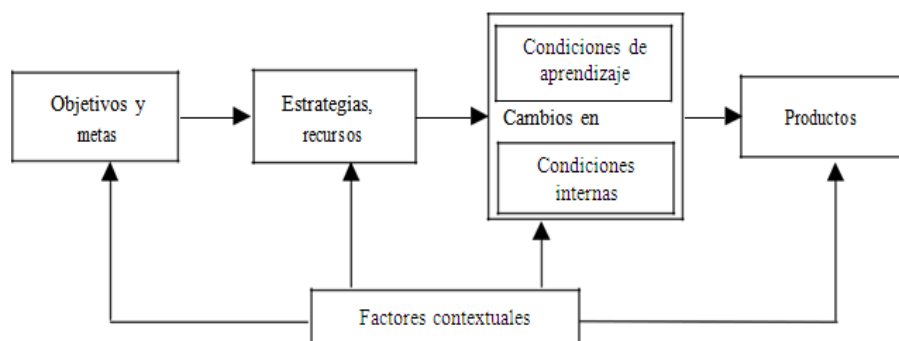 Objetivos y
metas
Estrategias,
recursos
Condiciones de
aprendizaje
Cambios en
Condiciones
internas
Productos
Factores contextuales